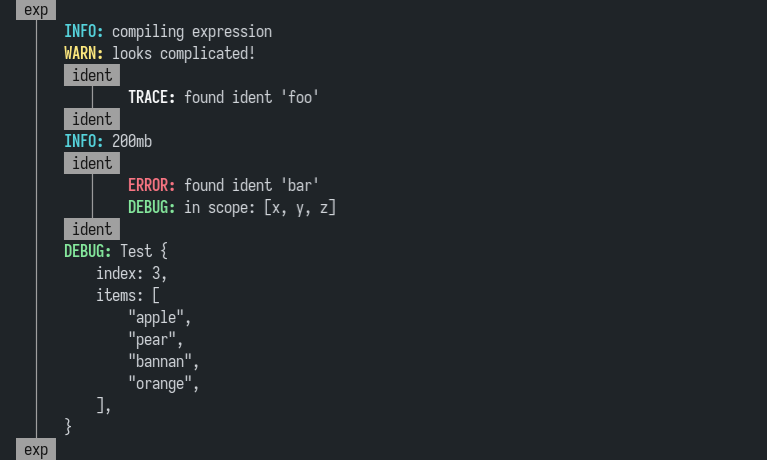 exp
INFO: compiling expression
WARN: looks complicated!
ident
TRACE: found ident 'foo'
ident
INFO: 200mb
ident
ERROR: found ident 'bar'
DEBUG: in scope: [x, y, z]
ident
DEBUG: Test {
    index: 3,
    items: [
        "apple",
        "pear",
        "bannan",
        "orange",
    ],
}
exp